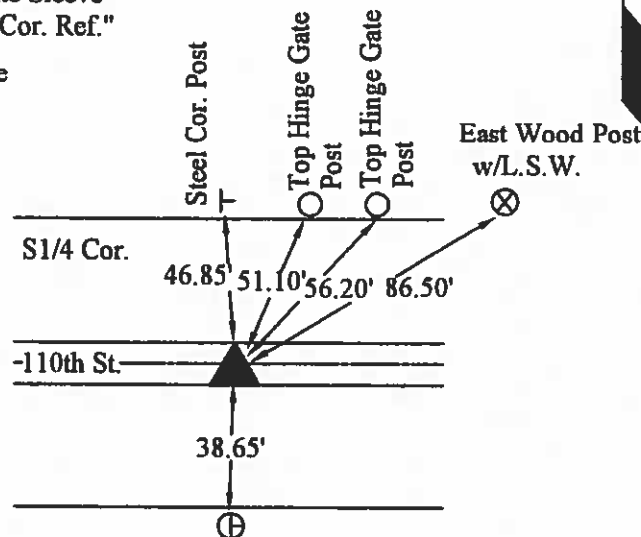 Cor. Ref."
Steel Cor. Post
Top Hinge Gate
Post
Top Hinge Gate
Post
East Wood Post
w/L.S.W.
S1/4 Cor.
46.85'
51.10'
56.20'
86.50'
-110th St.
38.65'